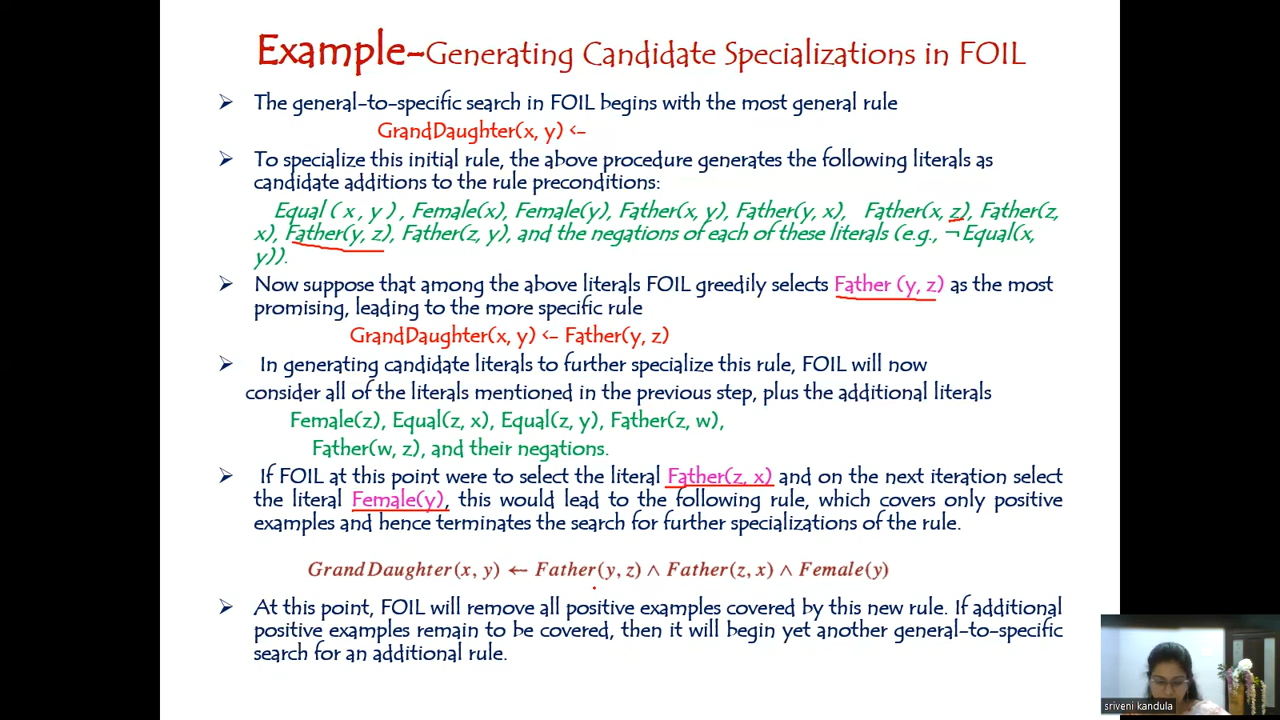 Example-Generating Candidate Specializations in FOIL
➢ The general-to-specific search in FOIL begins with the most general rule
GrandDaughter(x, y) <-
➢ To specialize this initial rule, the above procedure generates the following literals as
candidate additions to the rule preconditions:
Equal ( x , y ) , Female(x), Female(y), Father(x, y), Father(y, x), Father(x, z), Father(z,
x), Father(y, z), Father(z, y), and the negations of each of these literals (e.g., ¬ Equal(x,
y)).
➢ Now suppose that among the above literals FOIL greedily selects Father (y, z) as the most
promising, leading to the more specific rule
GrandDaughter(x, y) <- Father(y, z)
➢ In generating candidate literals to further specialize this rule, FOIL will now
consider all of the literals mentioned in the previous step, plus the additional literals
Female(z), Equal(z, x), Equal(z, y), Father(z, w),
Father(w, z), and their negations.
➢ If FOIL at this point were to select the literal Father(z, x) and on the next iteration select
the literal Female(y), this would lead to the following rule, which covers only positive
examples and hence terminates the search for further specializations of the rule.
GrandDaughter(x, y) ← Father(y, z) ∧ Father(z, x) ∧ Female(y)
➢ At this point, FOIL will remove all positive examples covered by this new rule. If additional
positive examples remain to be covered, then it will begin yet another general-to-specific
search for an additional rule.
sriveni kandula